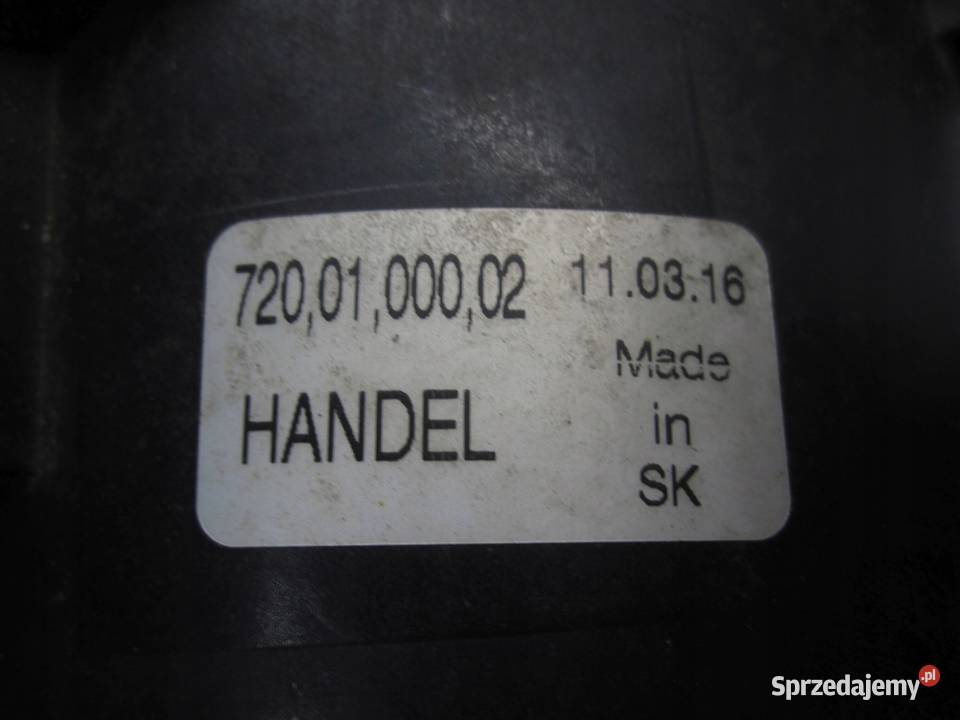 720,01,000,02 11.03.16
HANDEL
Made
in
SK
Sprzedajemy.pl